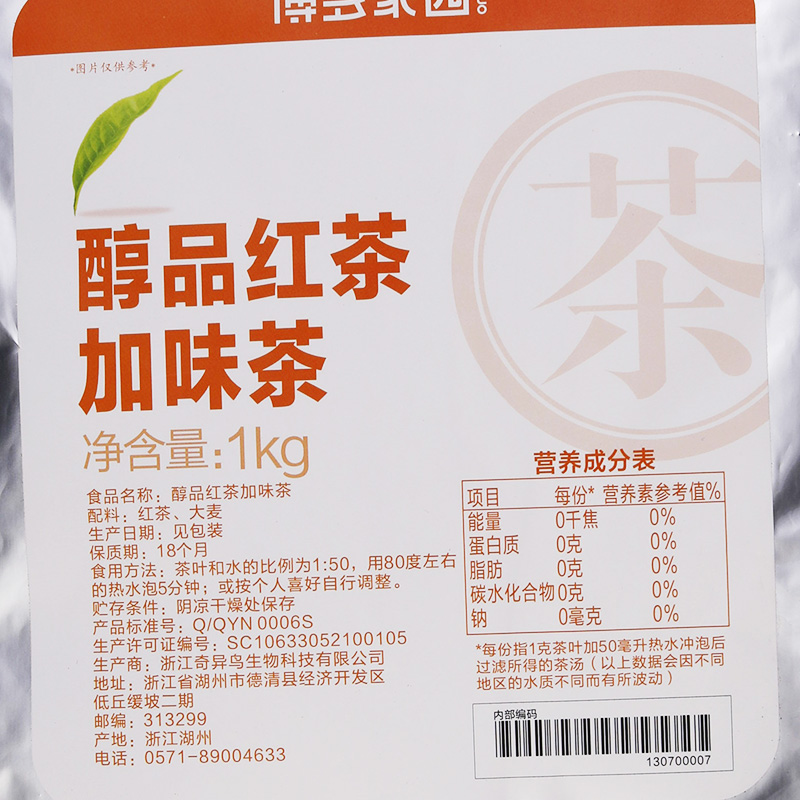 博多家园
*图片仅供参考*
茶
醇品红茶
加味茶
净含量:1kg
食品名称：醇品红茶加味茶
配料：红茶、大麦
生产日期：见包装
保质期：18个月
食用方法：茶叶和水的比例为1:50，用80度左右
的热水泡5分钟；或按个人喜好自行调整。
贮存条件：阴凉干燥处保存
产品标准号：Q/QYN 0006S
生产许可证编号：SC10633052100105
生产商：浙江奇异鸟生物科技有限公司
地址：浙江省湖州市德清县经济开发区
低丘缓坡二期
邮编：313299
产地：浙江湖州
电话：0571-89004633
营养成分表
项目 每份* 营养素参考值%
能量 0千焦 0%
蛋白质 0克 0%
脂肪 0克 0%
碳水化合物 0克 0%
钠 0毫克 0%
*每份指1克茶叶加50毫升热水冲泡后
过滤所得的茶汤（以上数据会因不同
地区的水质不同而有所波动）
内部编码
130700007